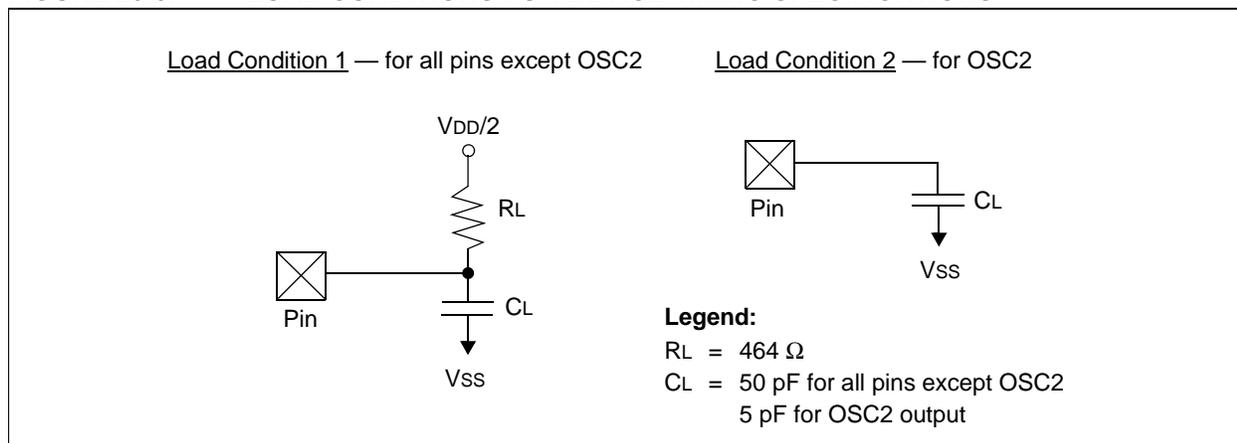 Load Condition 1 — for all pins except OSC2
Load Condition 2 — for OSC2
VDD/2
RL
Pin
CL
VSS
Pin
CL
VSS
Legend:
RL = 464 Ω
CL = 50 pF for all pins except OSC2
5 pF for OSC2 output